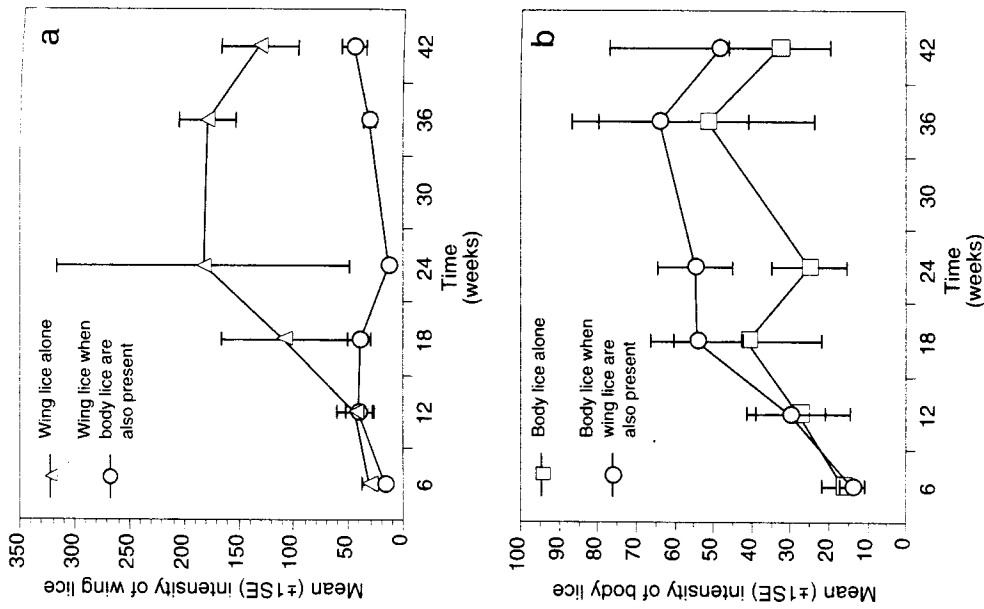 a
Mean (±1SE) intensity of wing lice
350
300
250
200
150
100
50
0
Wing lice alone
Wing lice when
body lice are
also present
6
12
18
24
30
36
42
Time
(weeks)
b
Mean (±1SE) intensity of body lice
100
90
80
70
60
50
40
30
20
10
0
Body lice alone
Body lice when
wing lice are
also present
6
12
18
24
30
36
42
Time
(weeks)